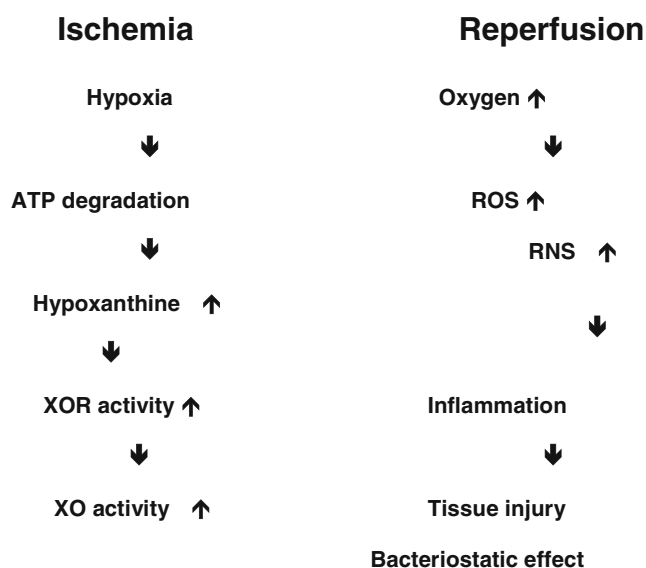 Ischemia
Hypoxia
ATP degradation
Hypoxanthine ↑
XOR activity ↑
XO activity ↑
Reperfusion
Oxygen ↑
ROS ↑
RNS ↑
Inflammation
Tissue injury
Bacteriostatic effect